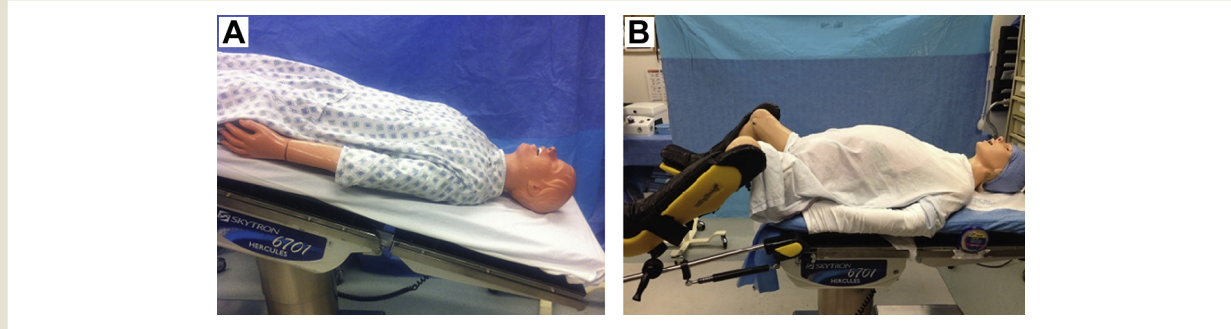 A
SKYTRON
6701
HERCULES
B
SKYTRON
6701
HERCULES